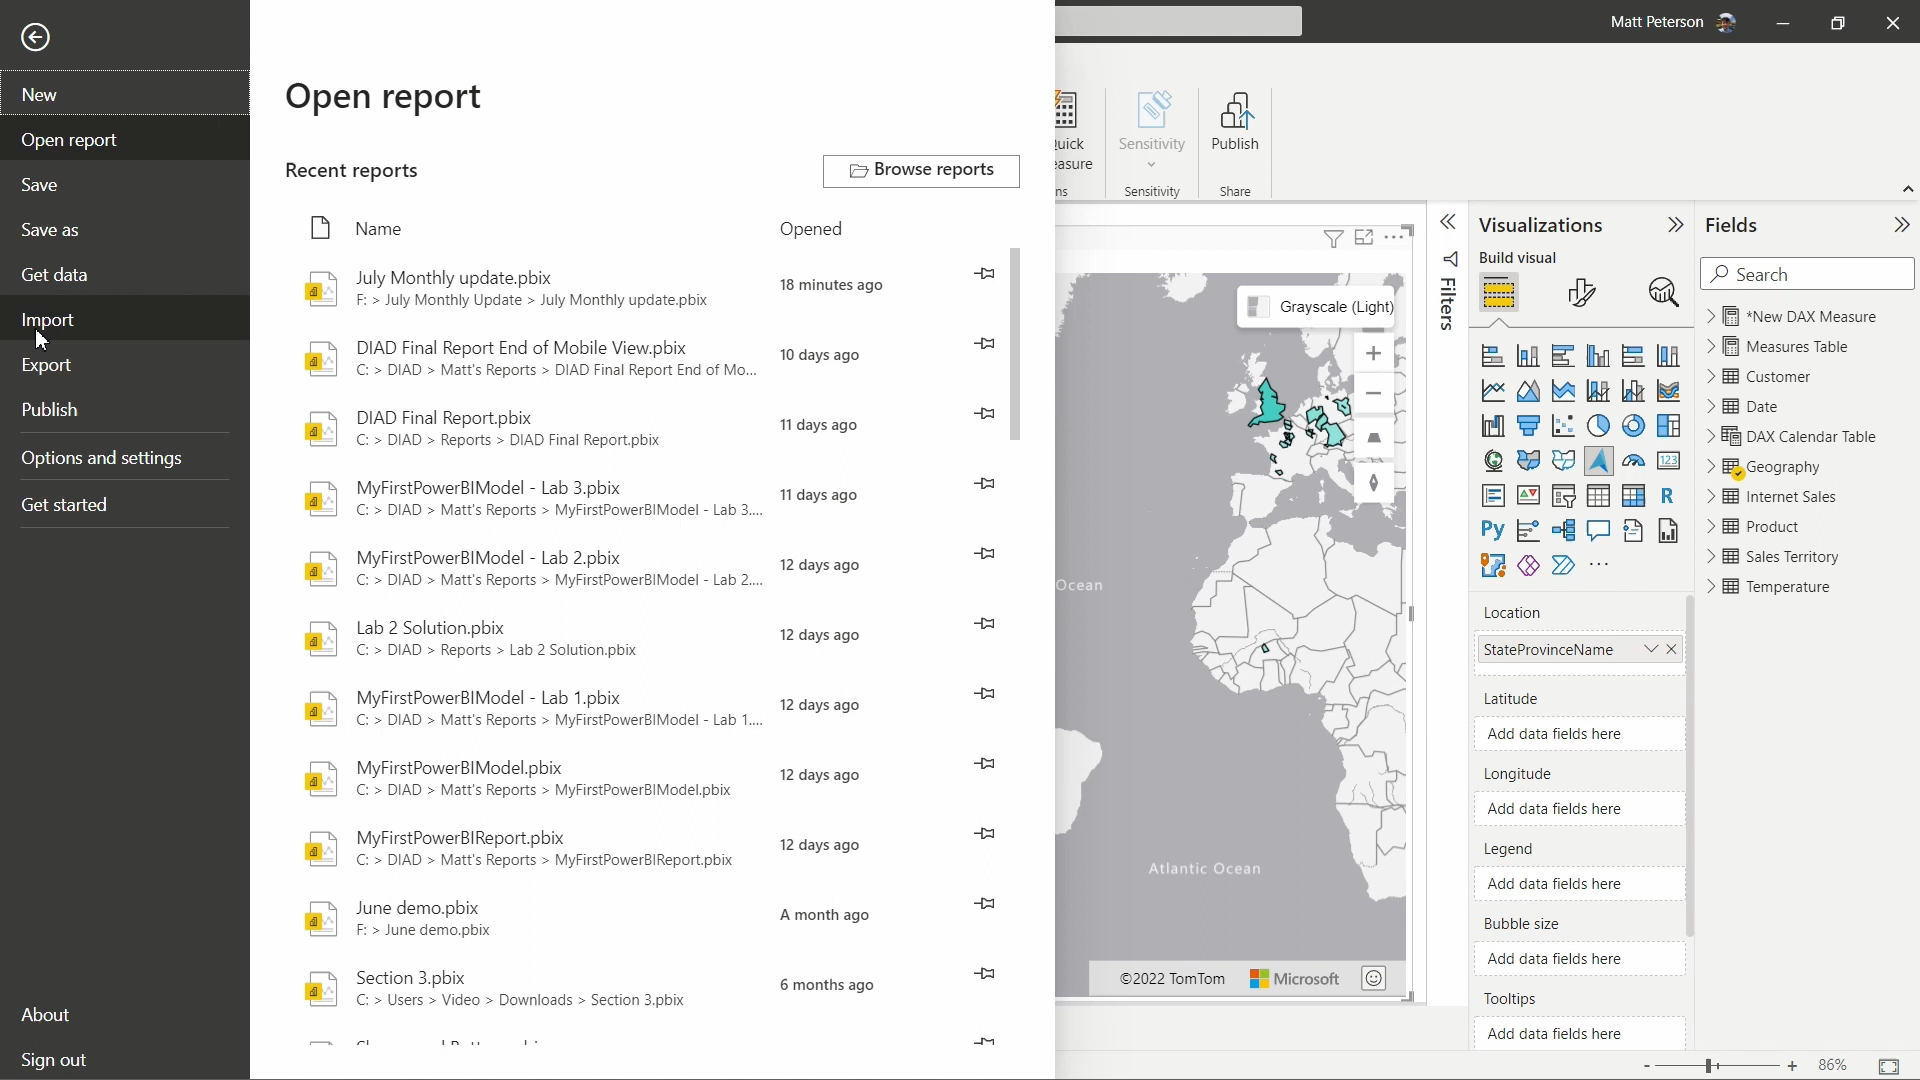 New
Open report
Save
Save as
Get data
Import
Export
Publish
Options and settings
Get started
About
Sign out
Open report
Recent reports
Browse reports
Name Opened
July Monthly update.pbix
F: > July Monthly Update > July Monthly update.pbix
18 minutes ago
DIAD Final Report End of Mobile View.pbix
C: > DIAD > Matt's Reports > DIAD Final Report End of Mo...
10 days ago
DIAD Final Report.pbix
C: > DIAD > Reports > DIAD Final Report.pbix
11 days ago
MyFirstPowerBIModel - Lab 3.pbix
C: > DIAD > Matt's Reports > MyFirstPowerBIModel - Lab 3....
11 days ago
MyFirstPowerBIModel - Lab 2.pbix
C: > DIAD > Matt's Reports > MyFirstPowerBIModel - Lab 2....
12 days ago
Lab 2 Solution.pbix
C: > DIAD > Reports > Lab 2 Solution.pbix
12 days ago
MyFirstPowerBIModel - Lab 1.pbix
C: > DIAD > Matt's Reports > MyFirstPowerBIModel - Lab 1....
12 days ago
MyFirstPowerBIModel.pbix
C: > DIAD > Matt's Reports > MyFirstPowerBIModel.pbix
12 days ago
MyFirstPowerBIReport.pbix
C: > DIAD > Matt's Reports > MyFirstPowerBIReport.pbix
12 days ago
June demo.pbix
F: > June demo.pbix
A month ago
Section 3.pbix
C: > Users > Video > Downloads > Section 3.pbix
6 months ago
Matt Peterson
uick
easure
ns
Sensitivity
Sensitivity
Publish
Share
Grayscale (Light)
Ocean
Atlantic Ocean
©2022 TomTom Microsoft
Filters
Visualizations
Build visual
123
R
Py
Location
StateProvinceName
Latitude
Add data fields here
Longitude
Add data fields here
Legend
Add data fields here
Bubble size
Add data fields here
Tooltips
Add data fields here
Fields
Search
*New DAX Measure
Measures Table
Customer
Date
DAX Calendar Table
Geography
Internet Sales
Product
Sales Territory
Temperature
- + 86%